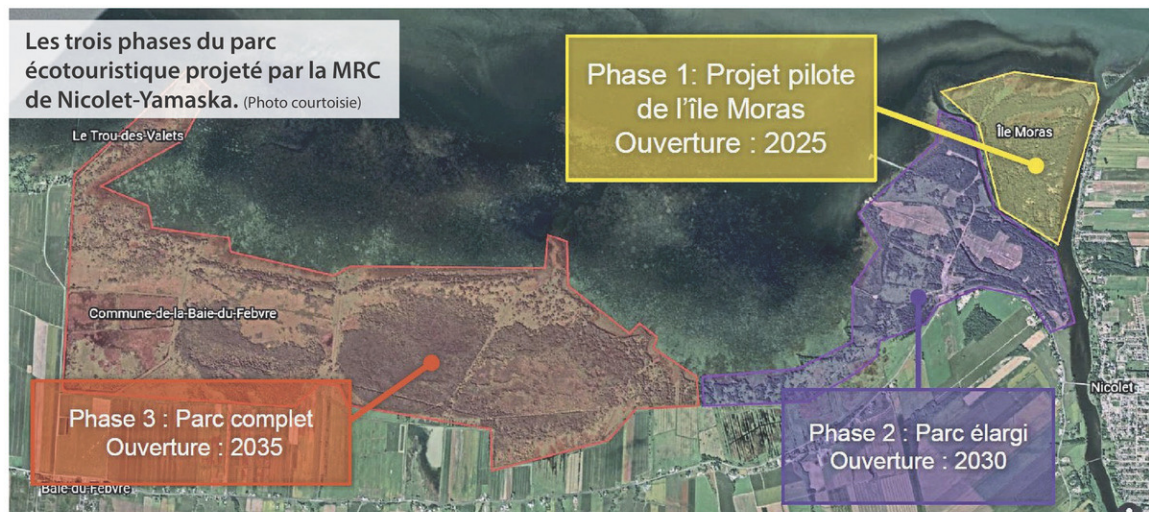 Les trois phases du parc
écotouristique projeté par la MRC
de Nicolet-Yamaska. (Photo courtoisie)
Phase 1: Projet pilote
de l'île Moras
Ouverture : 2025
Le Trou-des-Valets
Île Moras
Commune-de-la-Baie-du-Febvre
Phase 3 : Parc complet
Ouverture : 2035
Nicolet
Phase 2 : Parc élargi
Ouverture : 2030
Baie-du-Febvre